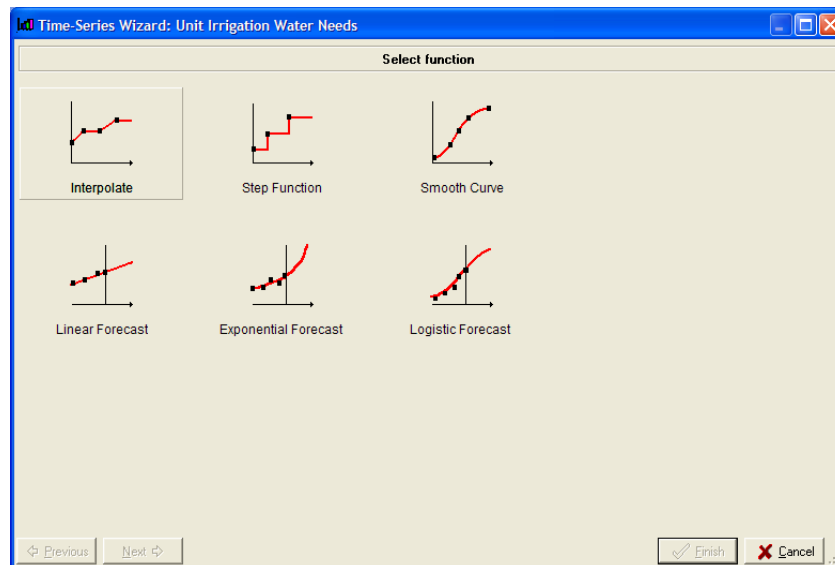 Time-Series Wizard: Unit Irrigation Water Needs
Select function
Interpolate Step Function Smooth Curve
Linear Forecast Exponential Forecast Logistic Forecast
Previous Next Finish Cancel